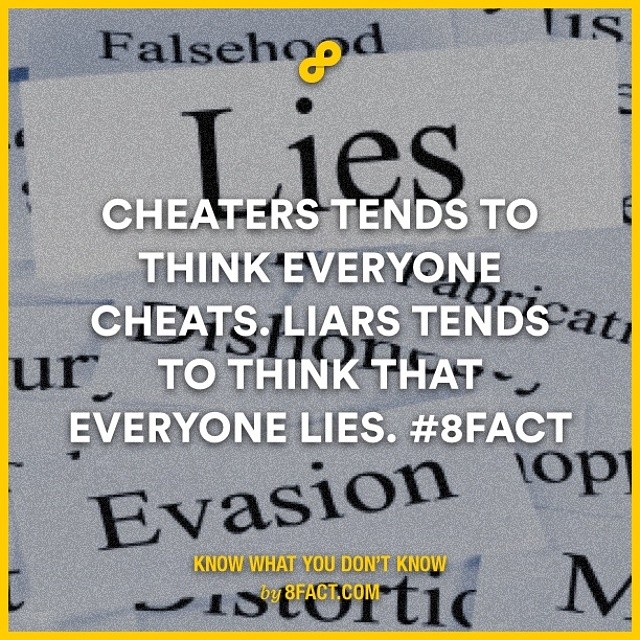 Falsehood
Lies
CHEATERS TENDS TO
THINK EVERYONE
CHEATS. LIARS TENDS
TO THINK THAT
EVERYONE LIES. #8FACT
Evasion
KNOW WHAT YOU DON'T KNOW
by 8FACT.COM